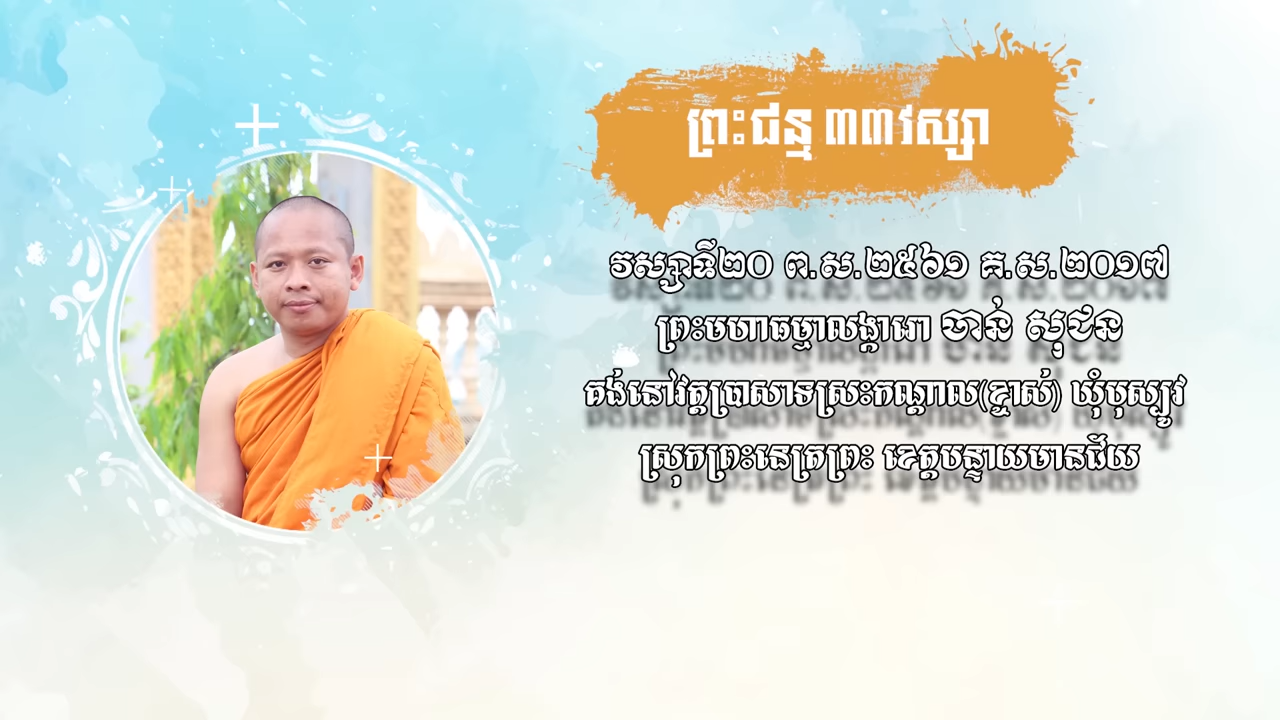 ព្រះជន្ម ៣៣វស្សា
វស្សាទី២០ ព.ស.២៥៦១ គ.ស.២០១៧
ព្រះមហាធម្មាលង្ការោ ចាន់ សុជន
គង់នៅវត្តប្រាសាទស្រះកណ្តាល(ខ្មាស់) ឃុំបុស្បូវ
ស្រុកព្រះនេត្រព្រះ ខេត្តបន្ទាយមានជ័យ